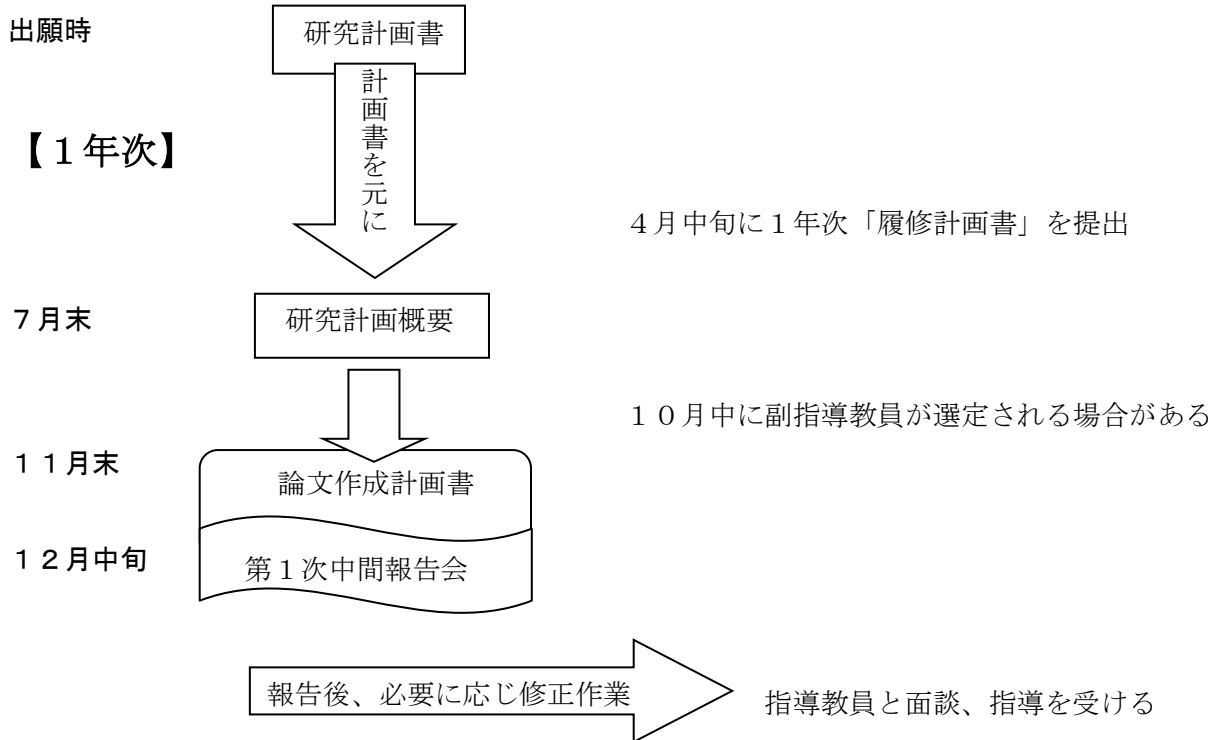 出願時
研究計画書
計画書を元に
【１年次】
４月中旬に１年次「履修計画書」を提出
７月末
研究計画概要
１０月中に副指導教員が選定される場合がある
１１月末
論文作成計画書
１２月中旬
第１次中間報告会
報告後、必要に応じ修正作業
指導教員と面談、指導を受ける